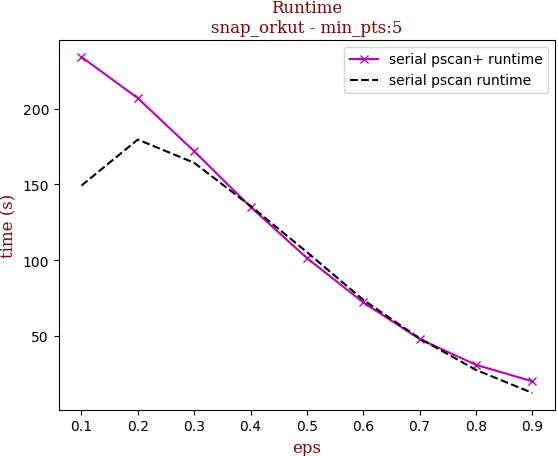 Runtime
snap_orkut - min_pts:5
serial pscan+ runtime
serial pscan runtime
time (s)
200
150
100
50
0.1 0.2 0.3 0.4 0.5 0.6 0.7 0.8 0.9
eps